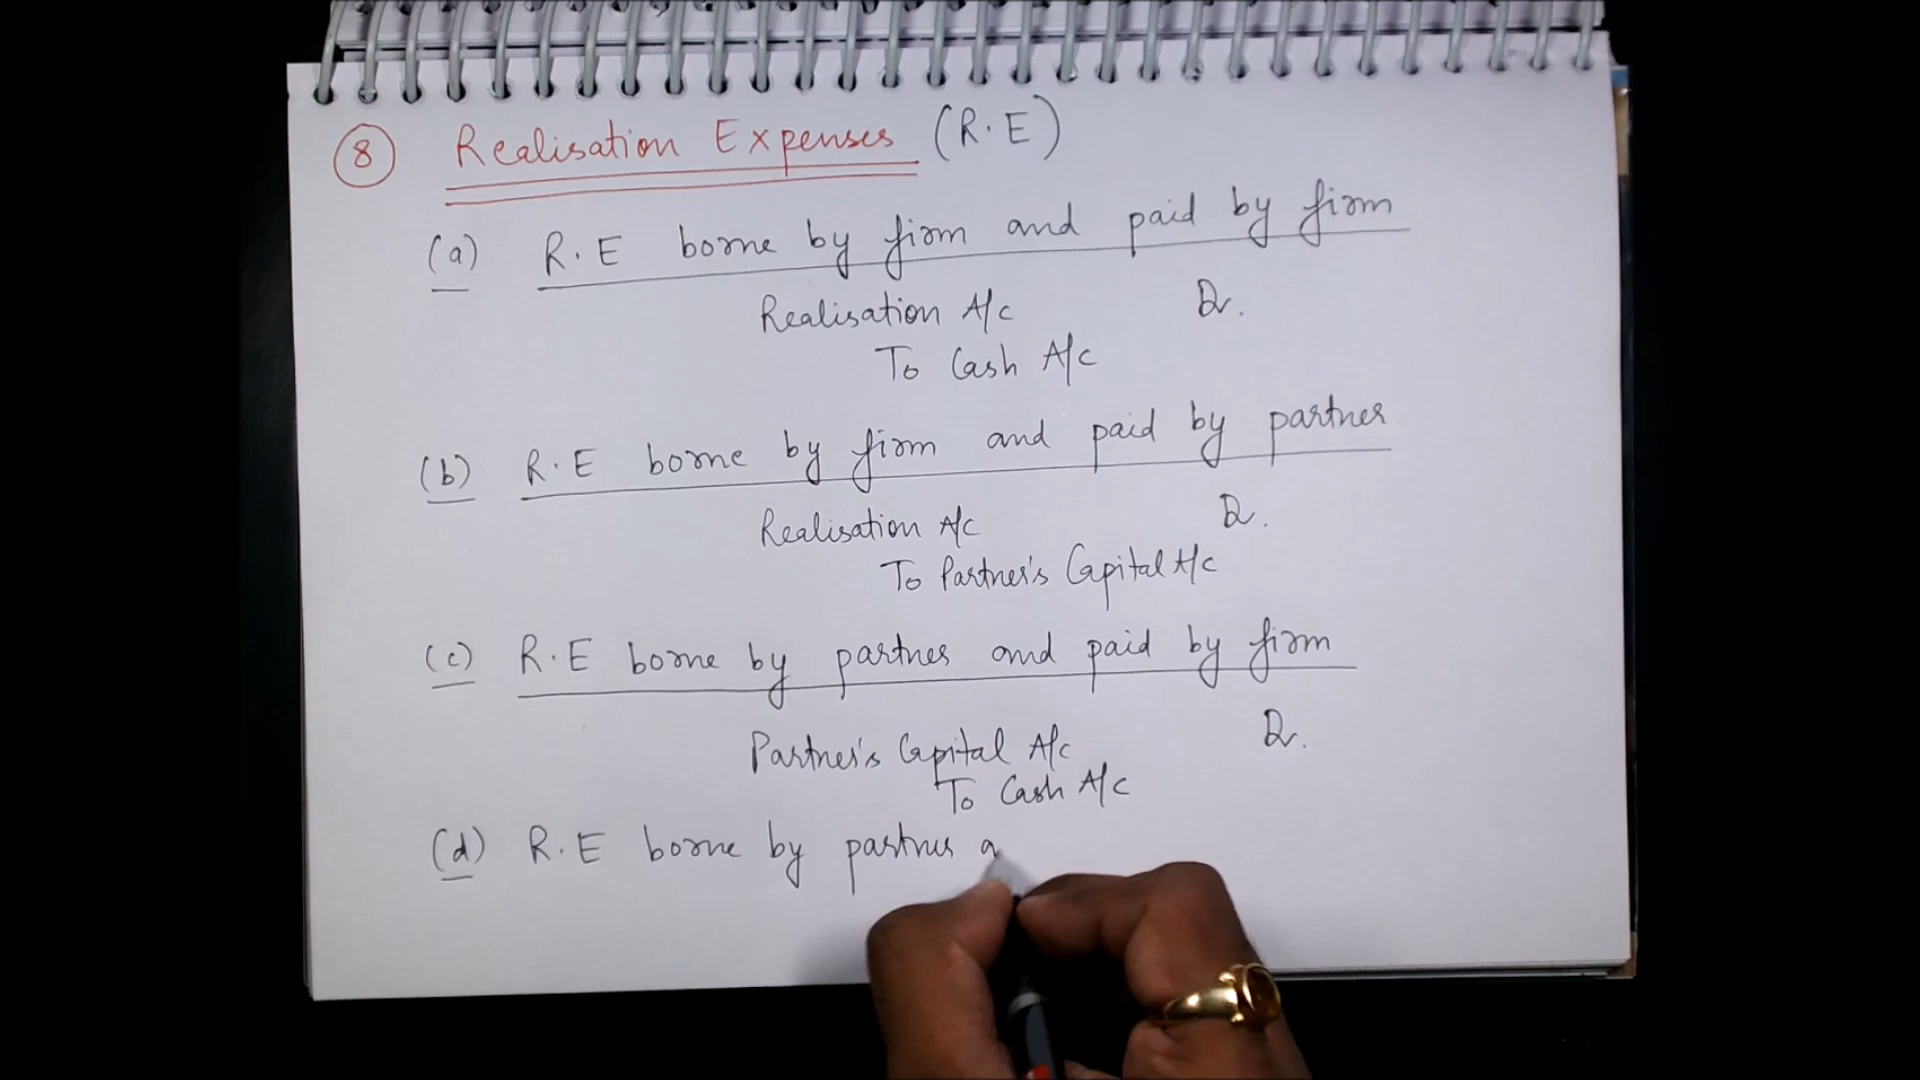 8 Realisation Expenses (R.E)
(a) R.E borne by firm and paid by firm
Realisation A/c Dr.
To Cash A/c
(b) R.E borne by firm and paid by partner
Realisation A/c Dr.
To Partner's Capital A/c
(c) R.E borne by partner and paid by firm
Partner's Capital A/c Dr.
To Cash A/c
(d) R.E borne by partner a